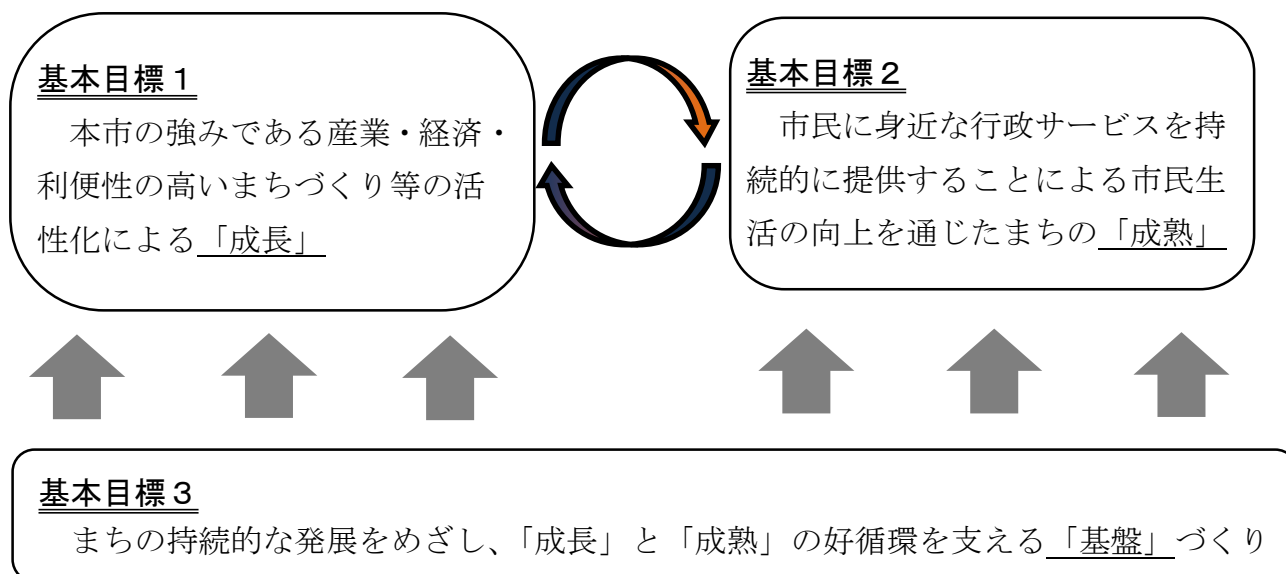 基本目標1
本市の強みである産業・経済・
利便性の高いまちづくり等の活
性化による「成長」
基本目標2
市民に身近な行政サービスを持
続的に提供することによる市民生
活の向上を通じたまちの「成熟」
基本目標3
まちの持続的な発展をめざし、「成長」と「成熟」の好循環を支える「基盤」づくり